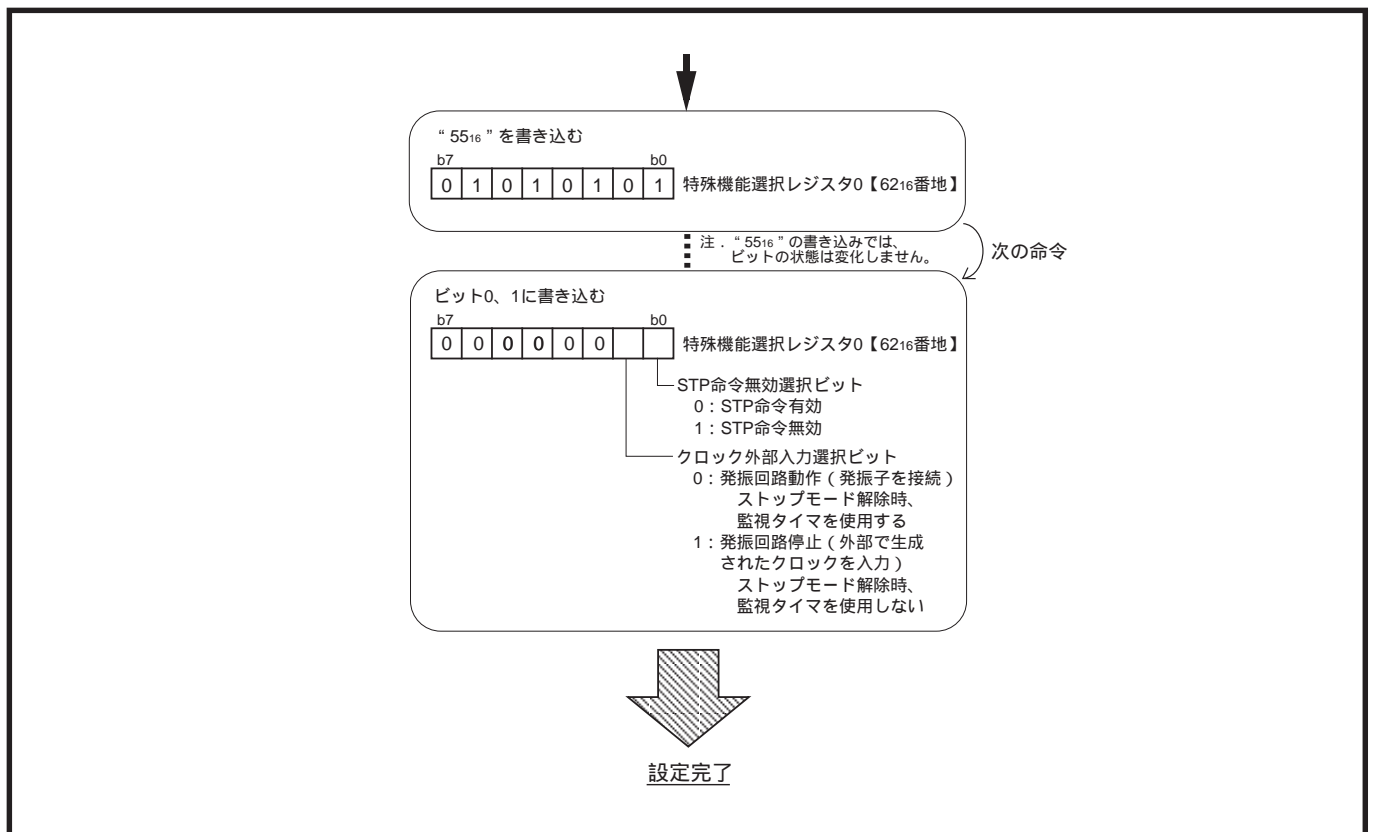 “ 5516 ” を書き込む
b7 b0
0 1 0 1 0 1 0 1 特殊機能選択レジスタ0【6216番地】
注．“ 5516 ” の書き込みでは、
ビットの状態は変化しません。
次の命令
ビット0、1に書き込む
b7 b0
0 0 0 0 0 0 特殊機能選択レジスタ0【6216番地】
STP命令無効選択ビット
0：STP命令有効
1：STP命令無効
クロック外部入力選択ビット
0：発振回路動作（発振子を接続）
ストップモード解除時、
監視タイマを使用する
1：発振回路停止（外部で生成
されたクロックを入力）
ストップモード解除時、
監視タイマを使用しない
設定完了